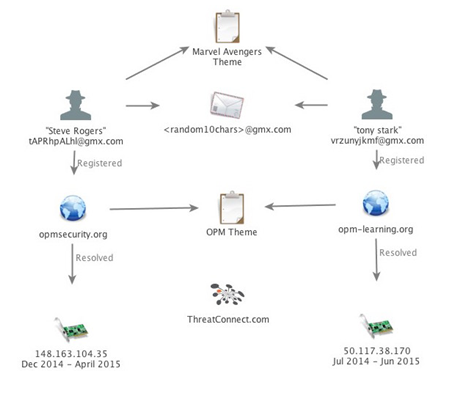 Marvel Avengers
Theme
"Steve Rogers"
tAPRhpALhl@gmx.com
<random10chars>@gmx.com
"tony stark"
vrzunyjkmf@gmx.com
Registered
Registered
opmsecurity.org
OPM Theme
opm-learning.org
Resolved
Resolved
ThreatConnect.com
148.163.104.35
Dec 2014 - April 2015
50.117.38.170
Jul 2014 - Jun 2015